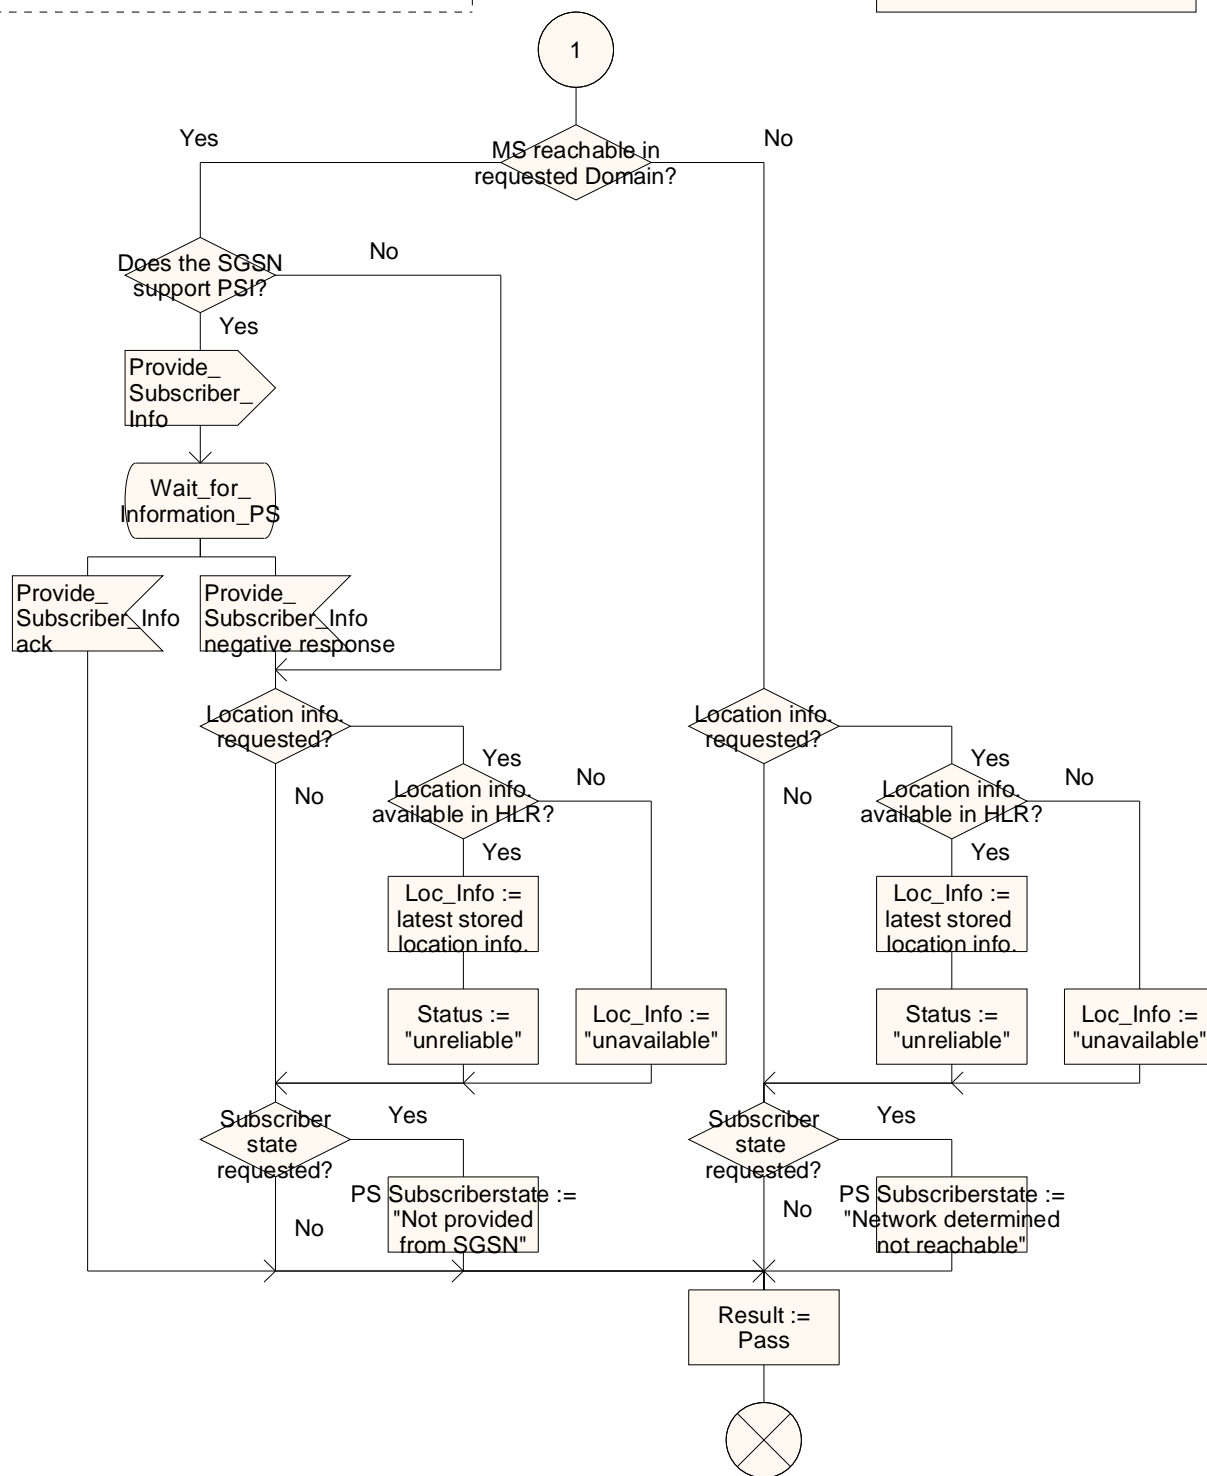 1
Yes
MS reachable in
requested Domain?
No
Does the SGSN
support PSI?
No
Yes
Provide_
Subscriber_
Info
Wait_for_
Information_PS
Provide_
Subscriber_Info
ack
Provide_
Subscriber_Info
negative response
Location info.
requested?
Yes
No
Location info.
available in HLR?
No
Yes
Loc_Info :=
latest stored
location info.
Status :=
"unreliable"
Loc_Info :=
"unavailable"
Location info.
requested?
Yes
No
Location info.
available in HLR?
No
Yes
Loc_Info :=
latest stored
location info.
Status :=
"unreliable"
Loc_Info :=
"unavailable"
Subscriber
state
requested?
Yes
No
PS Subscriberstate :=
"Not provided
from SGSN"
Subscriber
state
requested?
Yes
No
PS Subscriberstate :=
"Network determined
not reachable"
Result :=
Pass